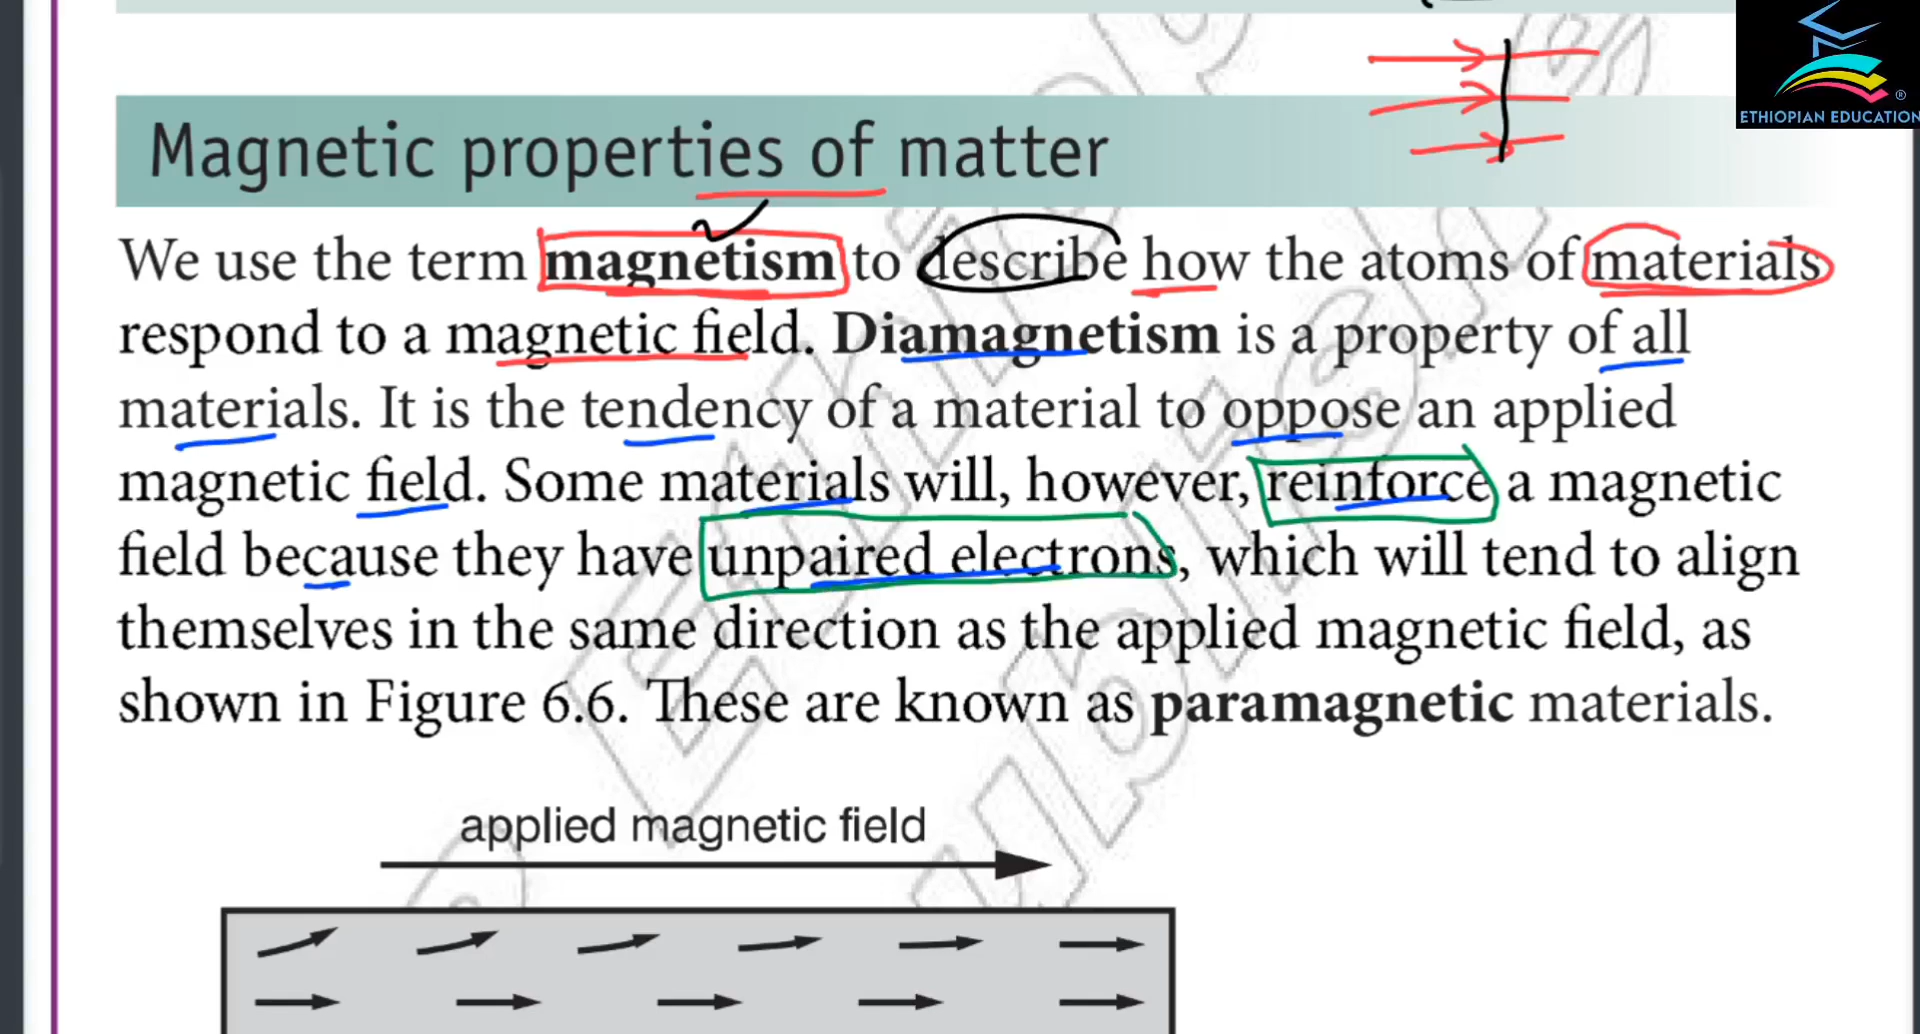 ETHIOPIAN EDUCATION
Magnetic properties of matter
We use the term magnetism to describe how the atoms of materials
respond to a magnetic field. Diamagnetism is a property of all
materials. It is the tendency of a material to oppose an applied
magnetic field. Some materials will, however, reinforce a magnetic
field because they have unpaired electrons, which will tend to align
themselves in the same direction as the applied magnetic field, as
shown in Figure 6.6. These are known as paramagnetic materials.
applied magnetic field